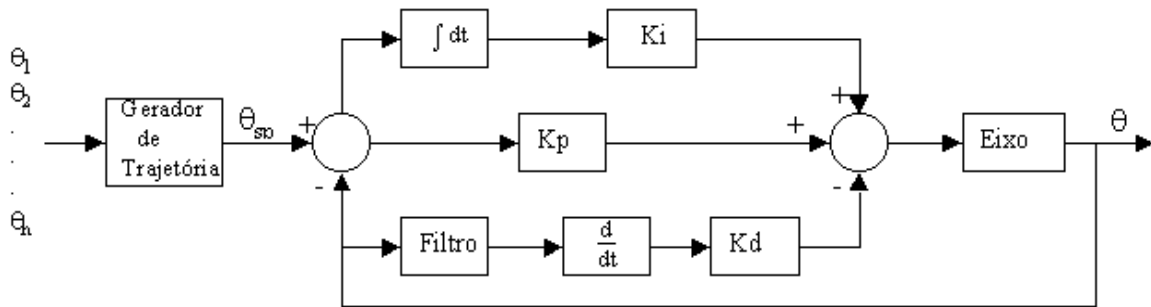 θ1
θ2
.
.
.
θn
Gerador
de
Trajetória
θsp
+
-
∫ dt
Ki
Kp
Filtro
d
dt
Kd
+
+
-
Eixo
θ